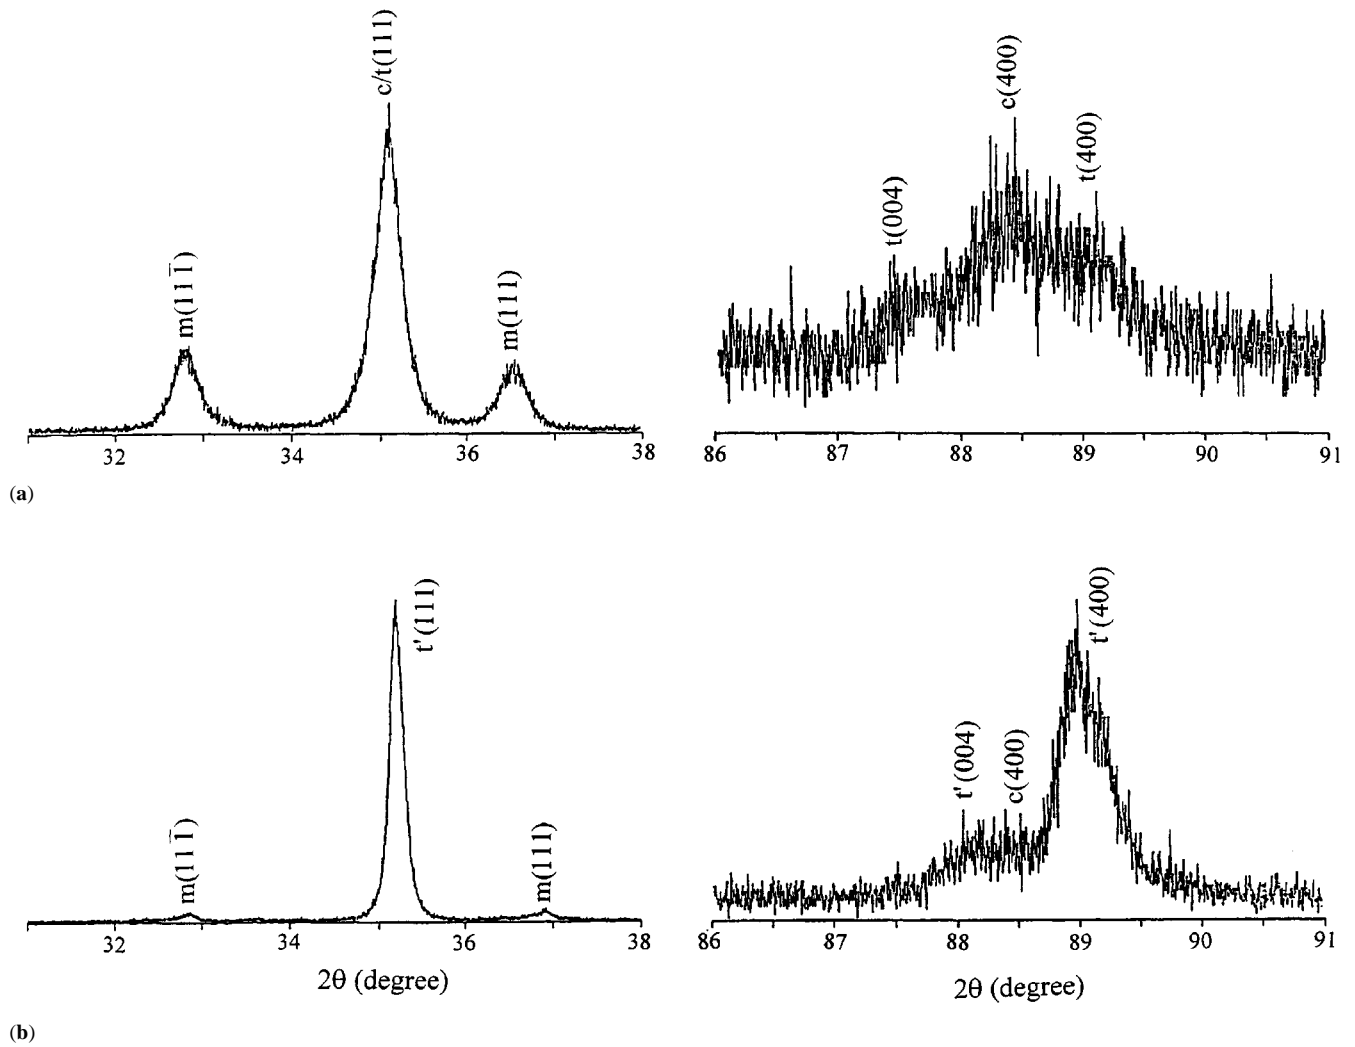 c/t(111)
m(11̅1)
m(111)
32 34 36 38
c(400)
t(400)
t(004)
86 87 88 89 90 91
(a)
t'(111)
m(11̅1)
m(111)
32 34 36 38
2θ (degree)
t'(400)
t'(004)
c(400)
86 87 88 89 90 91
2θ (degree)
(b)